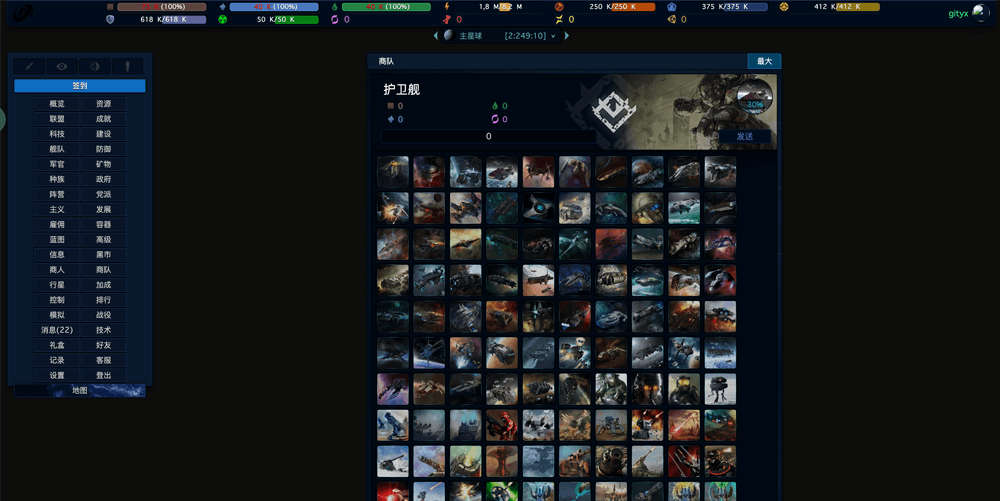 (100%) 40 K(100%) 40 K(100%) 1,8 M/8,2 M 250 K/250 K 375 K/375 K 412 K/412 K
618 K/618 K 50 K/50 K 0 0 0 0
gityx
主星球 [2:249:10]
商队 最大
签到
护卫舰
0 0
0 0
30%
0 发送
概览 资源
联盟 成就
科技 建设
舰队 防御
军官 矿物
种族 政府
阵营 党派
主义 发展
雇佣 容器
蓝图 高级
信息 黑市
商人 商队
行星 加成
控制 排行
模拟 战役
消息(22) 技术
礼盒 好友
记录 客服
设置 登出
地图